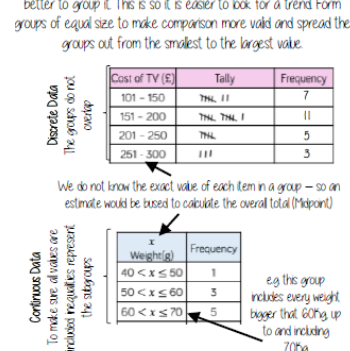 better to group it. This is so it is easier to look for a trend. Form
groups of equal size to make comparison more valid and spread the
groups out from the smallest to the largest value.
Discrete Data
The groups do not
overlap
Cost of TV (£) Tally Frequency
101 - 150 7
151 - 200 11
201 - 250 5
251 - 300 3
We do not know the exact value of each item in a group – so an
estimate would be used to calculate the overall total (Midpoint)
Continuous Data
To make sure all values are
included inequalities represent
the subgroups
x
Weight(g) Frequency
40 < x ≤ 50 1
50 < x ≤ 60 3
60 < x ≤ 70 5
e.g this group
includes every weight
bigger that 60Kg, up
to and including
70Kg